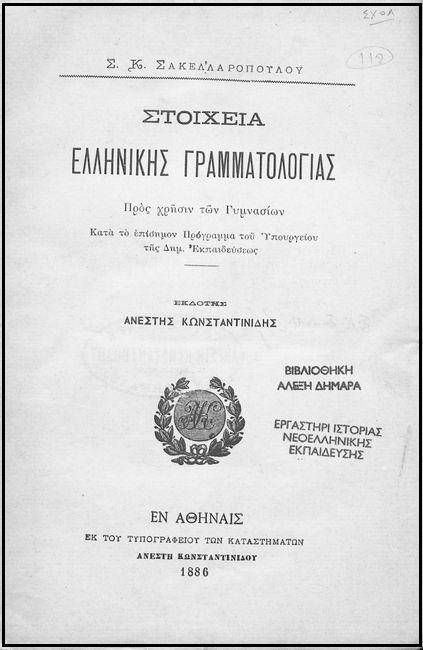 ΣΧΟΛ
112
Σ. Κ. ΣΑΚΕΛΛΑΡΟΠΟΥΛΟΥ
ΣΤΟΙΧΕΙΑ
ΕΛΛΗΝΙΚΗΣ ΓΡΑΜΜΑΤΟΛΟΓΙΑΣ
Πρὸς χρῆσιν τῶν Γυμνασίων
Κατὰ τὸ ἐπίσημον Πρόγραμμα τοῦ Ὑπουργείου
τῆς Δημ. Ἐκπαιδεύσεως
ΕΚΔΟΤΗΣ
ΑΝΕΣΤΗΣ ΚΩΝΣΤΑΝΤΙΝΙΔΗΣ
ΒΙΒΛΙΟΘΗΚΗ
ΑΛΕΞΗ ΔΗΜΑΡΑ
ΕΡΓΑΣΤΗΡΙ ΙΣΤΟΡΙΑΣ
ΝΕΟΕΛΛΗΝΙΚΗΣ
ΕΚΠΑΙΔΕΥΣΗΣ
ΕΝ ΑΘΗΝΑΙΣ
ΕΚ ΤΟΥ ΤΥΠΟΓΡΑΦΕΙΟΥ ΤΩΝ ΚΑΤΑΣΤΗΜΑΤΩΝ
ΑΝΕΣΤΗ ΚΩΝΣΤΑΝΤΙΝΙΔΟΥ
1886